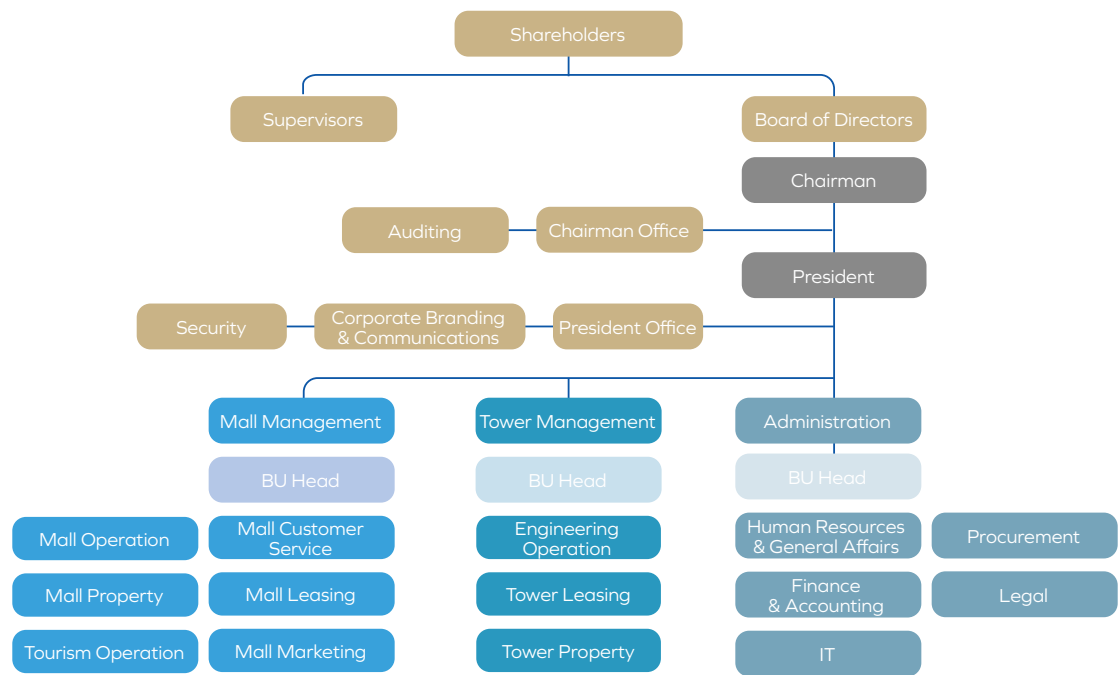 Shareholders
Supervisors
Board of Directors
Chairman
Auditing
Chairman Office
President
Security
Corporate Branding
& Communications
President Office
Mall Management
Tower Management
Administration
BU Head
BU Head
BU Head
Mall Operation
Mall Customer
Service
Engineering
Operation
Human Resources
& General Affairs
Procurement
Mall Property
Mall Leasing
Tower Leasing
Finance
& Accounting
Legal
Tourism Operation
Mall Marketing
Tower Property
IT